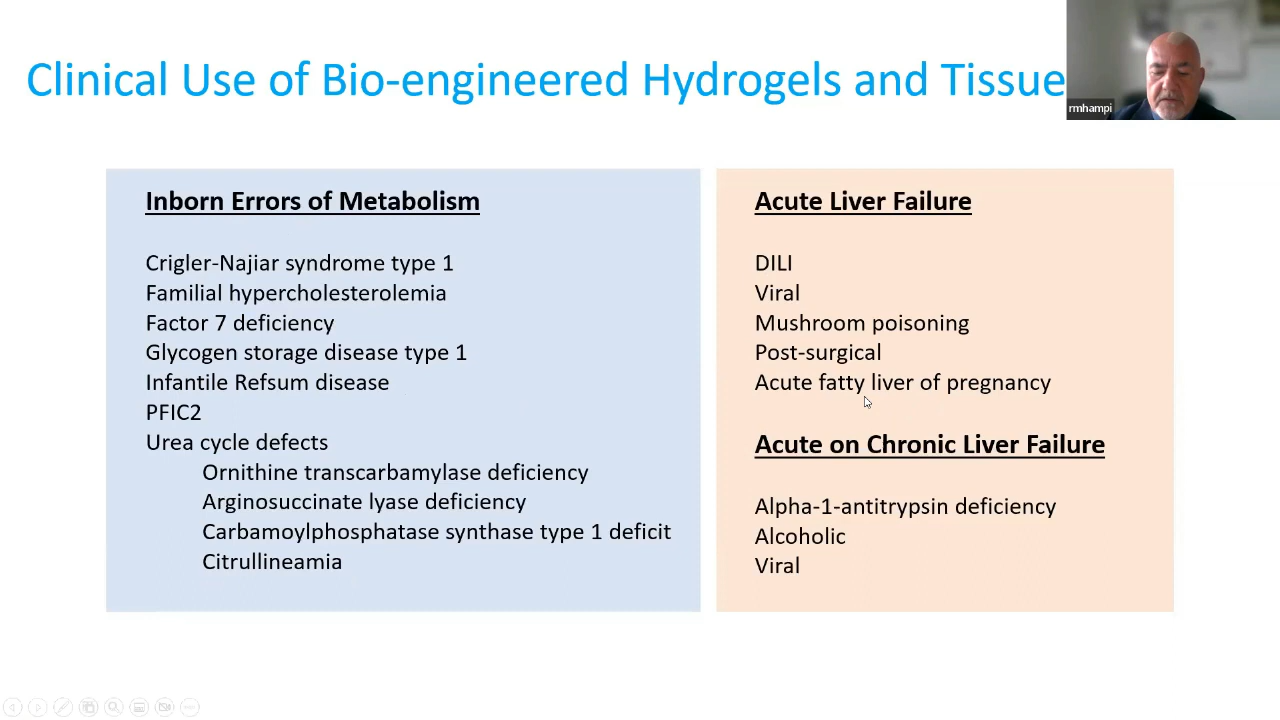 Clinical Use of Bio-engineered Hydrogels and Tissue
rmhampi
Inborn Errors of Metabolism
Crigler-Najiar syndrome type 1
Familial hypercholesterolemia
Factor 7 deficiency
Glycogen storage disease type 1
Infantile Refsum disease
PFIC2
Urea cycle defects
Ornithine transcarbamylase deficiency
Arginosuccinate lyase deficiency
Carbamoylphosphatase synthase type 1 deficit
Citrullineamia
Acute Liver Failure
DILI
Viral
Mushroom poisoning
Post-surgical
Acute fatty liver of pregnancy
Acute on Chronic Liver Failure
Alpha-1-antitrypsin deficiency
Alcoholic
Viral